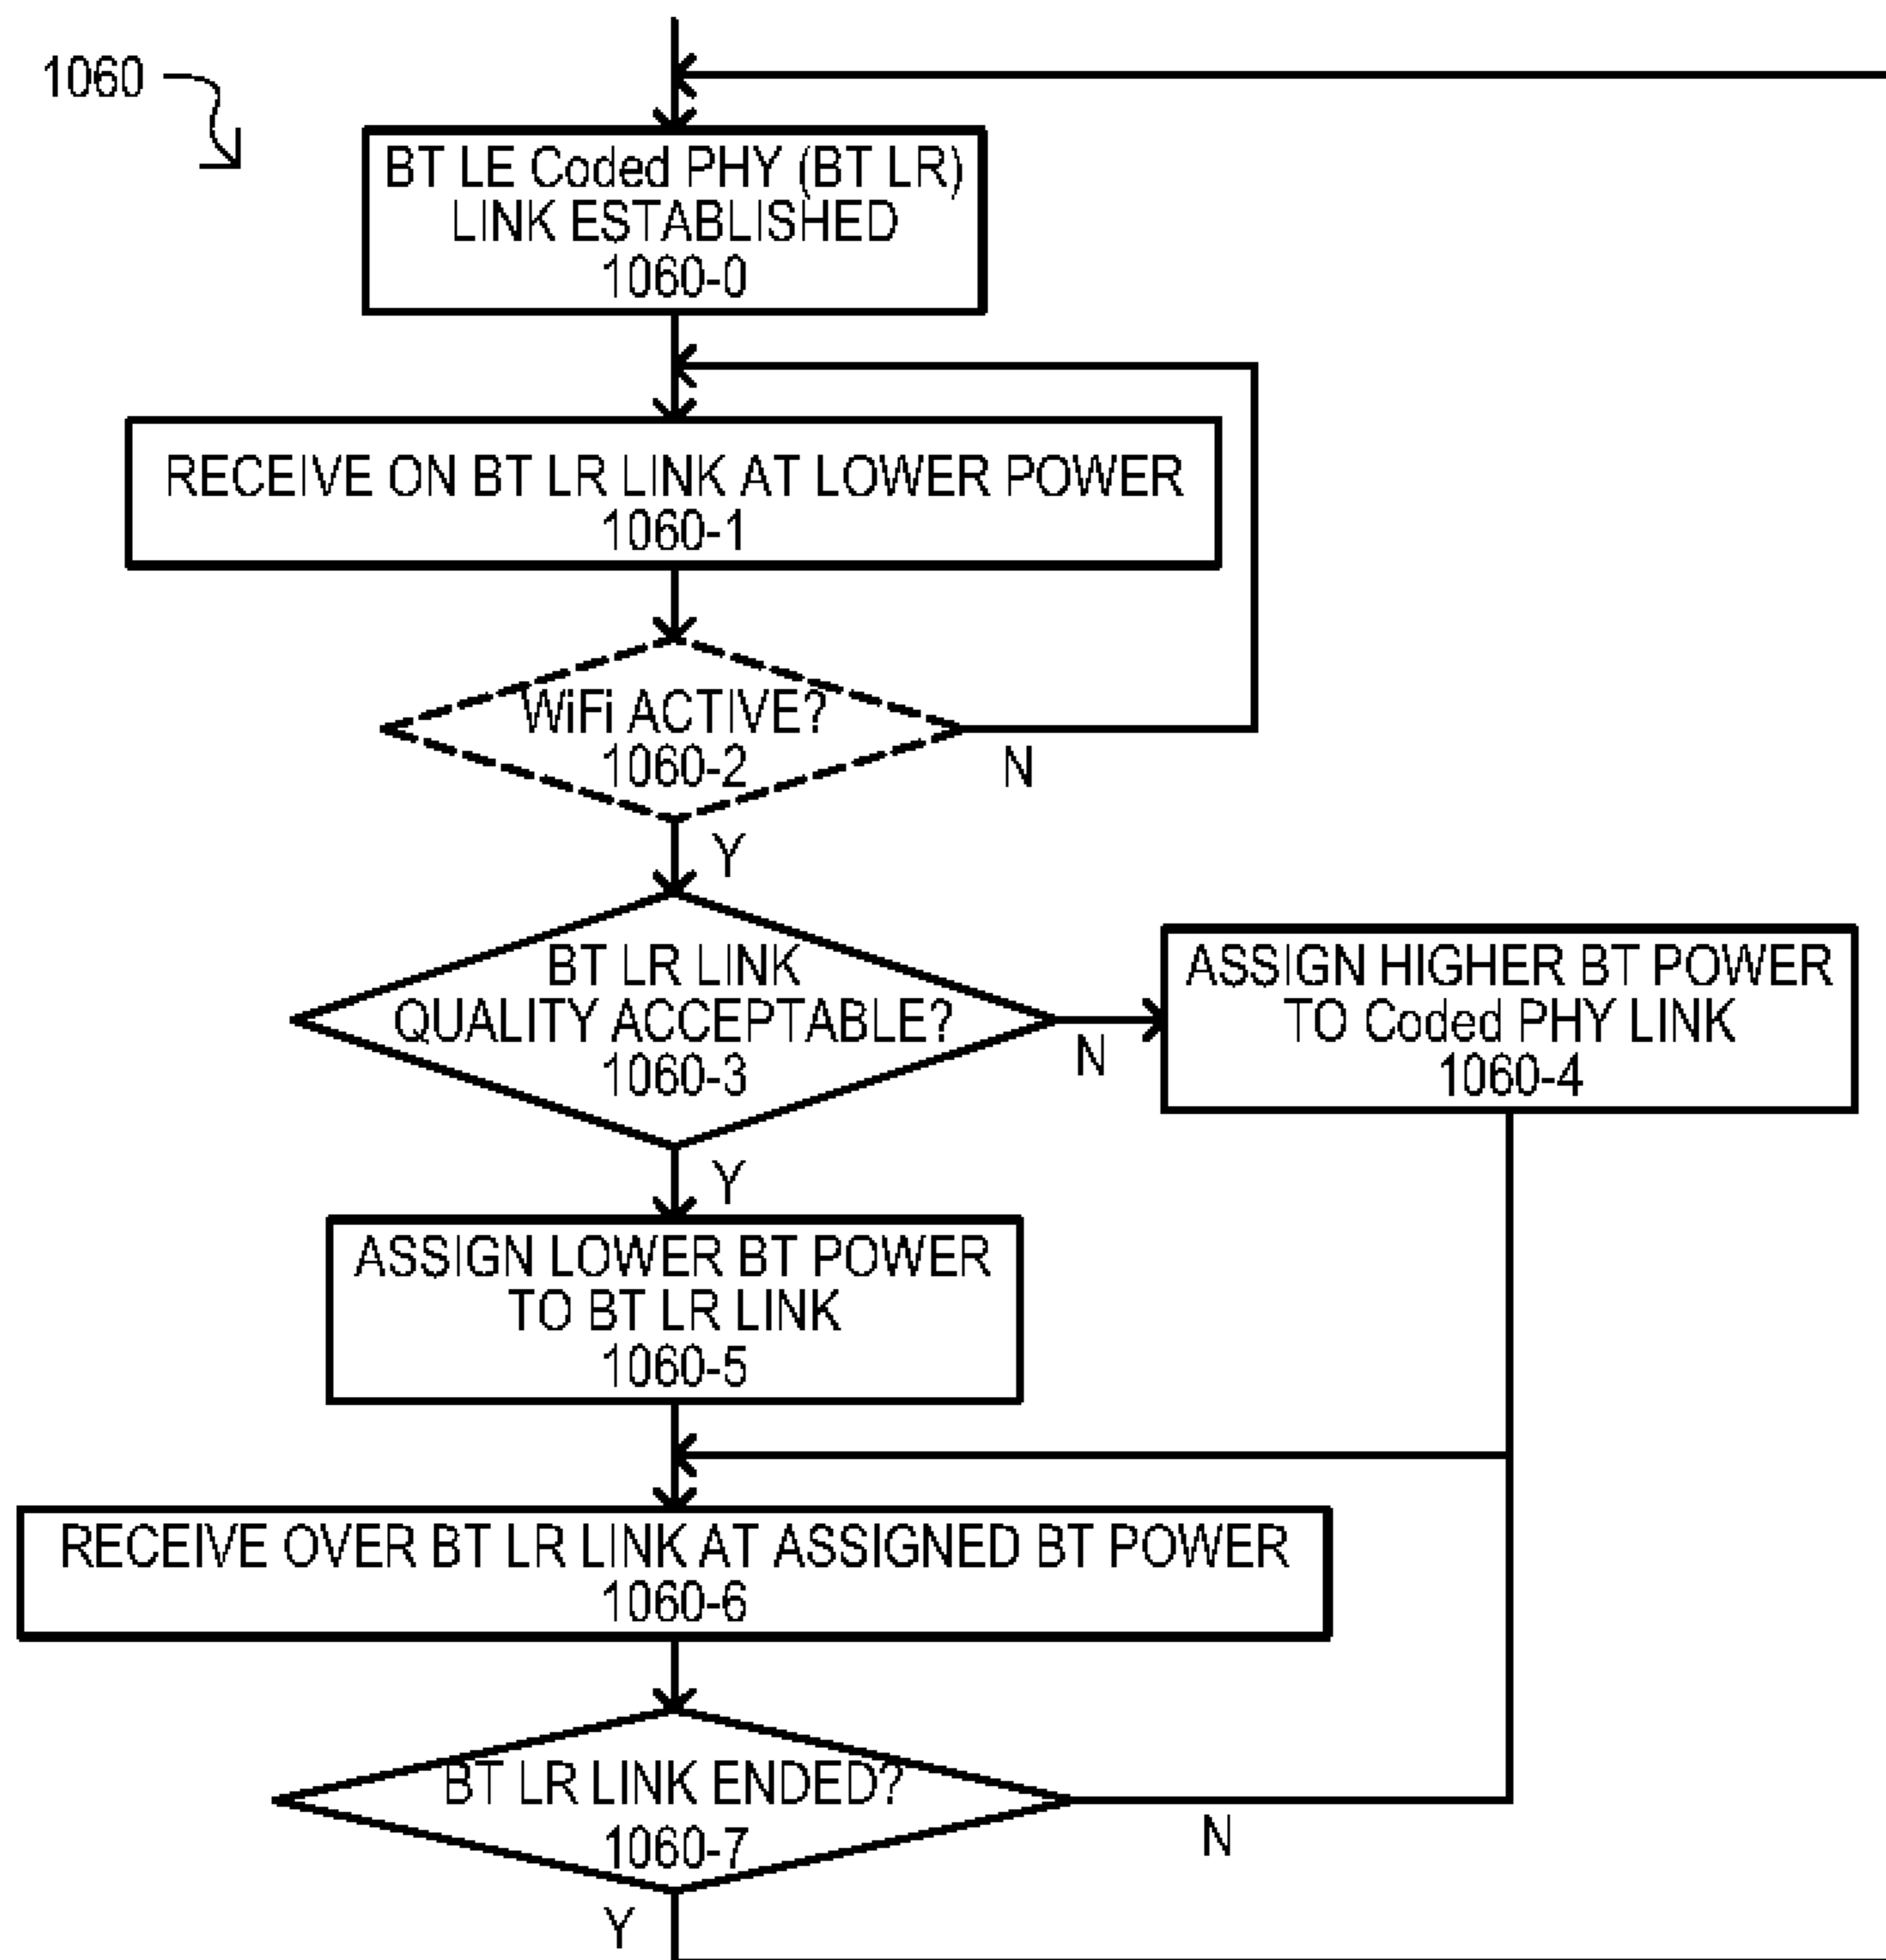 1060
BT LE Coded PHY (BT LR)
LINK ESTABLISHED
1060-0
RECEIVE ON BT LR LINK AT LOWER POWER
1060-1
WiFi ACTIVE?
1060-2
N
Y
BT LR LINK
QUALITY ACCEPTABLE?
1060-3
N
Y
ASSIGN HIGHER BT POWER
TO Coded PHY LINK
1060-4
ASSIGN LOWER BT POWER
TO BT LR LINK
1060-5
RECEIVE OVER BT LR LINK AT ASSIGNED BT POWER
1060-6
BT LR LINK ENDED?
1060-7
N
Y